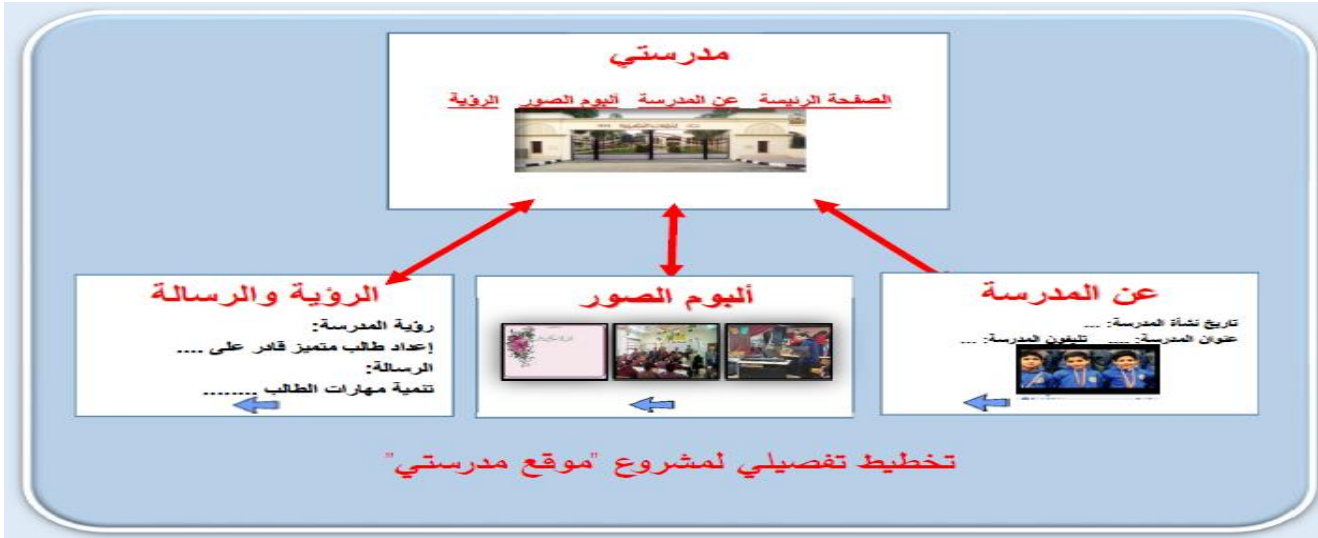 مدرستي
الصفحة الرئيسة عن المدرسة ألبوم الصور الرؤية
عن المدرسة
تاريخ نشأة المدرسة: ...
عنوان المدرسة: .... تليفون المدرسة: ...
ألبوم الصور
الرؤية والرسالة
رؤية المدرسة:
إعداد طالب متميز قادر على ....
الرسالة:
تنمية مهارات الطالب ........
تخطيط تفصيلي لمشروع "موقع مدرستي"